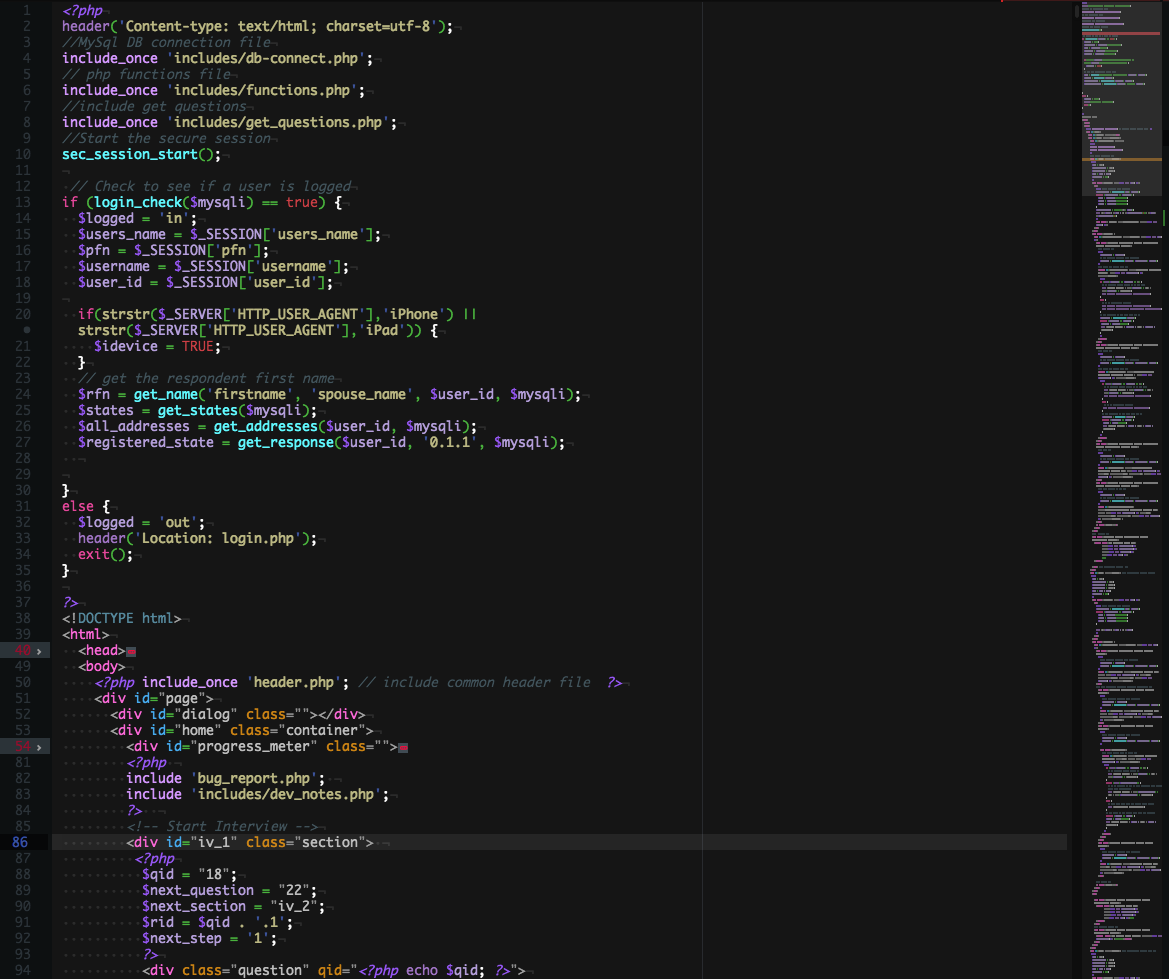 1 <?php
2 header('Content-type: text/html; charset=utf-8');
3 //MySql DB connection file
4 include_once 'includes/db-connect.php';
5 // php functions file
6 include_once 'includes/functions.php';
7 //include get questions
8 include_once 'includes/get_questions.php';
9 //Start the secure session
10 sec_session_start();
11
12 // Check to see if a user is logged
13 if (login_check($mysqli) == true) {
14 $logged = 'in';
15 $users_name = $_SESSION['users_name'];
16 $pfn = $_SESSION['pfn'];
17 $username = $_SESSION['username'];
18 $user_id = $_SESSION['user_id'];
19
20 if(strstr($_SERVER['HTTP_USER_AGENT'],'iPhone') ||
strstr($_SERVER['HTTP_USER_AGENT'],'iPad')) {
21 $idevice = TRUE;
22 }
23 // get the respondent first name
24 $rfn = get_name('firstname', 'spouse_name', $user_id, $mysqli);
25 $states = get_states($mysqli);
26 $all_addresses = get_addresses($user_id, $mysqli);
27 $registered_state = get_response($user_id, '0.1.1', $mysqli);
28
29
30 }
31 else {
32 $logged = 'out';
33 header('Location: login.php');
34 exit();
35 }
36
37 ?>
38 <!DOCTYPE html>
39 <html>
40 <head>
49 <body>
50 <?php include_once 'header.php'; // include common header file ?>
51 <div id="page">
52 <div id="dialog" class=""></div>
53 <div id="home" class="container">
54 <div id="progress_meter" class="">
81 <?php
82 include 'bug_report.php';
83 include 'includes/dev_notes.php';
84 ?>
85 <!-- Start Interview -->
86 <div id="iv_1" class="section">
87 <?php
88 $qid = "18";
89 $next_question = "22";
90 $next_section = "iv_2";
91 $rid = $qid . '.1';
92 $next_step = '1';
93 ?>
94 <div class="question" qid="<?php echo $qid; ?>">